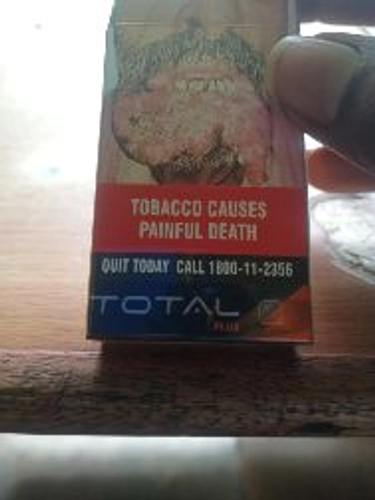 TOBACCO CAUSES
PAINFUL DEATH
QUIT TODAY CALL 1800-11-2356
TOTAL
PLUS